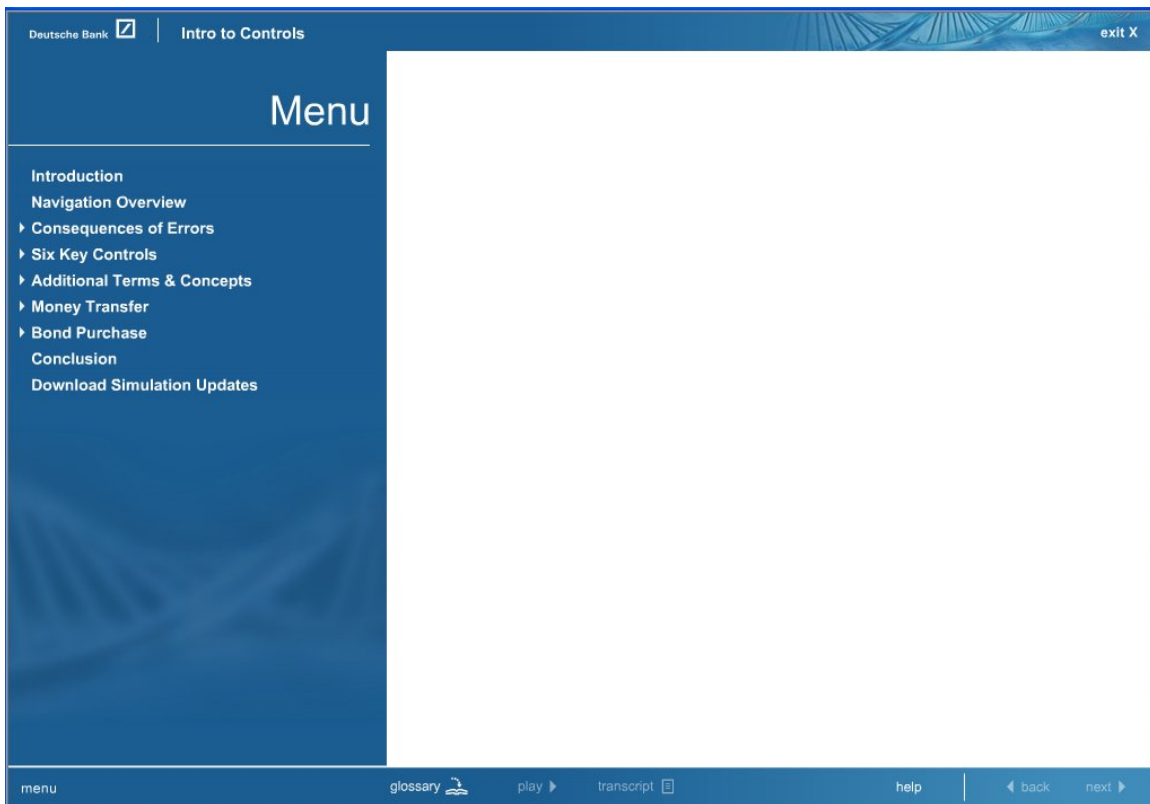 Deutsche Bank Intro to Controls exit X
Menu
Introduction
Navigation Overview
Consequences of Errors
Six Key Controls
Additional Terms & Concepts
Money Transfer
Bond Purchase
Conclusion
Download Simulation Updates
menu glossary play transcript help back next